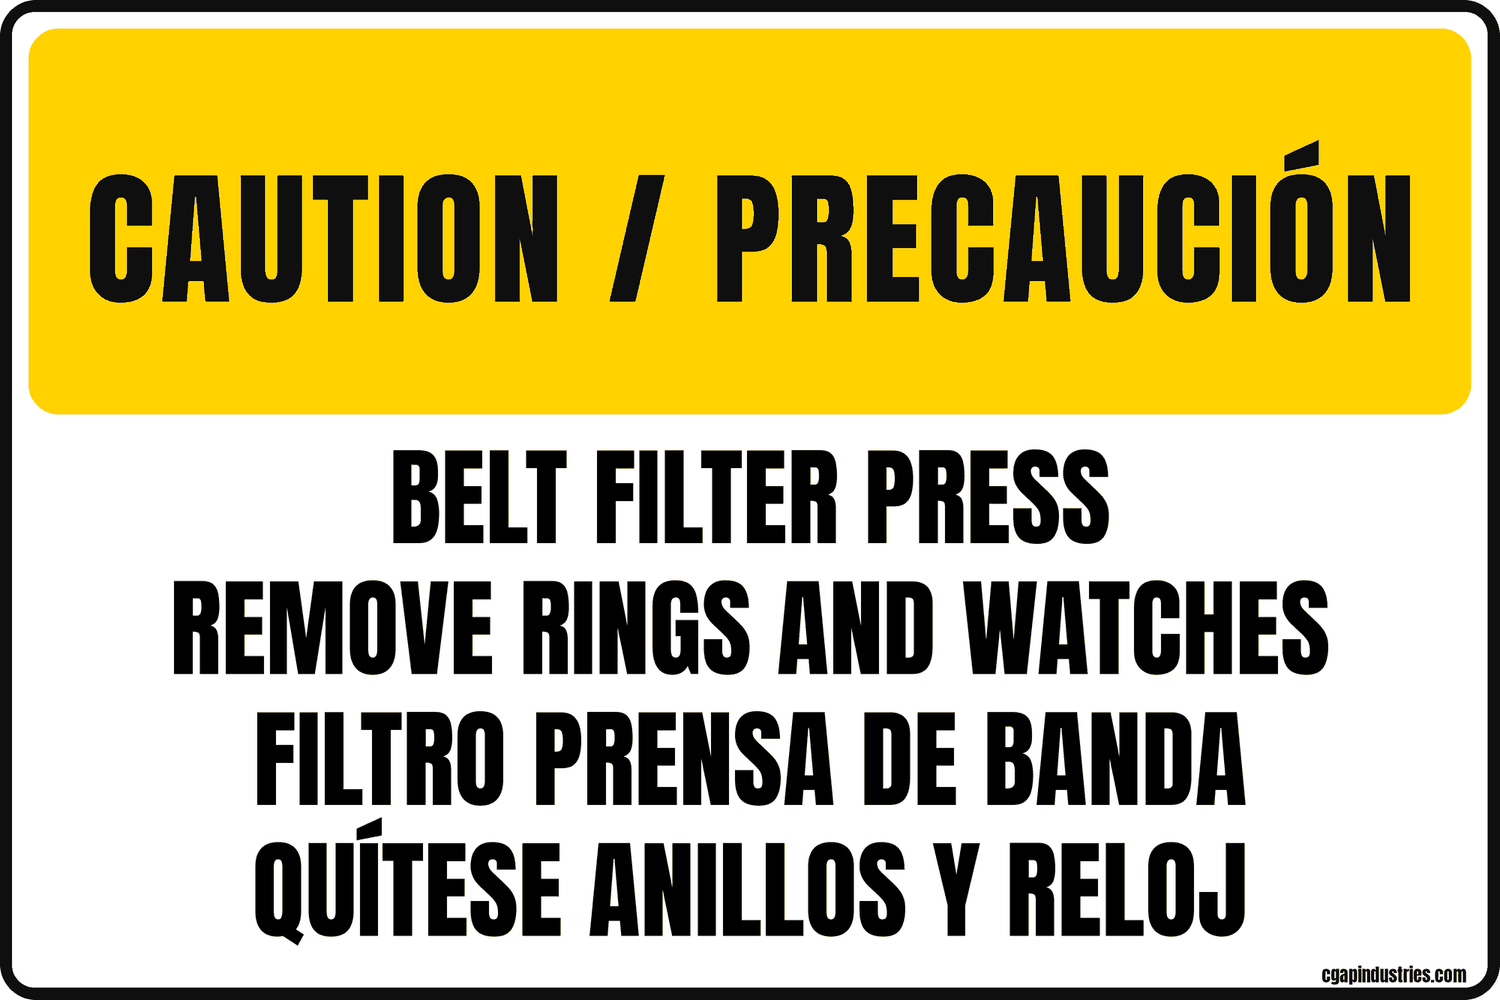 CAUTION / PRECAUCIÓN
BELT FILTER PRESS
REMOVE RINGS AND WATCHES
FILTRO PRENSA DE BANDA
QUÍTESE ANILLOS Y RELOJ
cgapindustries.com